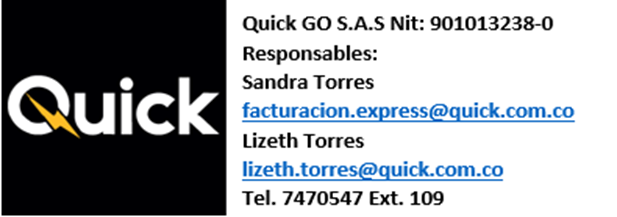 Quick
Quick GO S.A.S Nit: 901013238-0
Responsables:
Sandra Torres
facturacion.express@quick.com.co
Lizeth Torres
lizeth.torres@quick.com.co
Tel. 7470547 Ext. 109